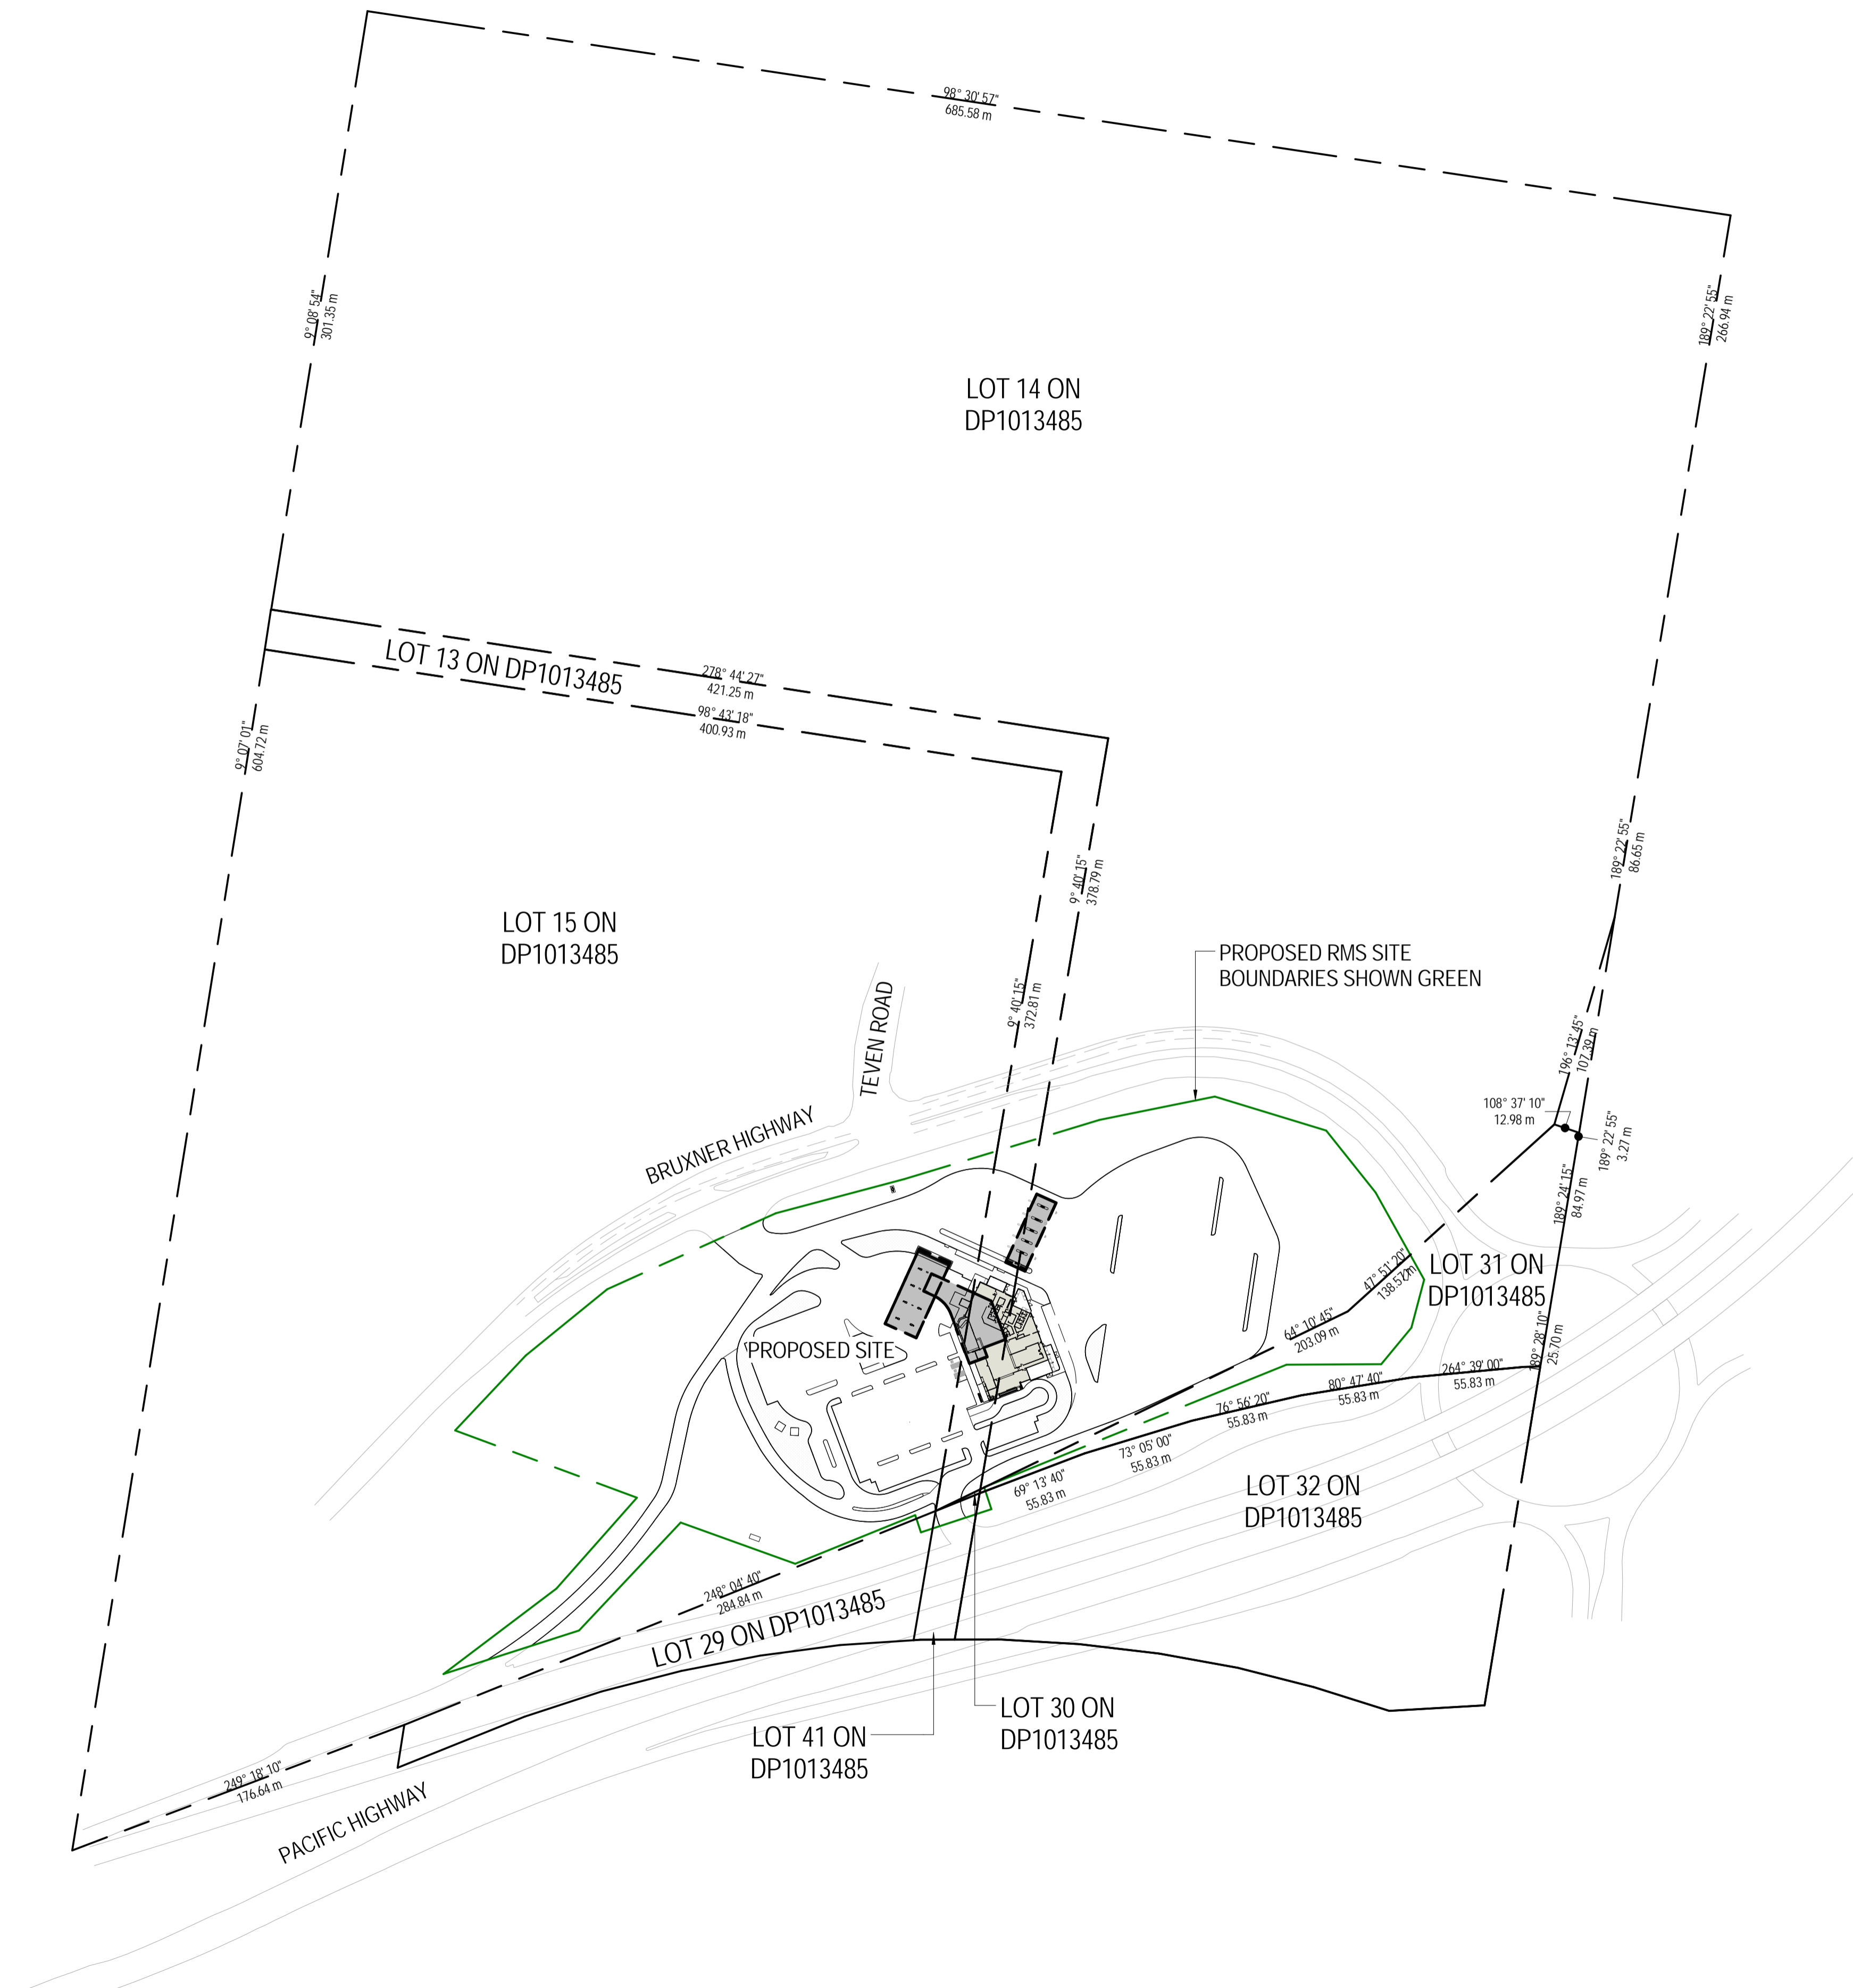 98° 30' 57"
685.58 m
9° 08' 54"
301.35 m
189° 22' 55"
266.94 m
LOT 14 ON
DP1013485
LOT 13 ON DP1013485
278° 44' 27"
421.25 m
98° 43' 18"
400.93 m
9° 07' 01"
604.72 m
9° 40' 15"
378.79 m
189° 22' 55"
86.65 m
LOT 15 ON
DP1013485
PROPOSED RMS SITE
BOUNDARIES SHOWN GREEN
9° 40' 15"
372.81 m
TEVEN ROAD
196° 13' 45"
107.39 m
108° 37' 10"
12.98 m
189° 22' 55"
3.27 m
BRUXNER HIGHWAY
189° 24' 15"
84.97 m
47° 51' 20"
138.57 m
LOT 31 ON
DP1013485
64° 10' 45"
203.09 m
PROPOSED SITE
189° 28' 10"
25.70 m
264° 39' 00"
55.83 m
80° 47' 40"
55.83 m
76° 56' 20"
55.83 m
73° 05' 00"
55.83 m
69° 13' 40"
55.83 m
LOT 32 ON
DP1013485
248° 04' 40"
284.84 m
LOT 29 ON DP1013485
LOT 30 ON
DP1013485
LOT 41 ON
DP1013485
249° 18' 10"
176.64 m
PACIFIC HIGHWAY